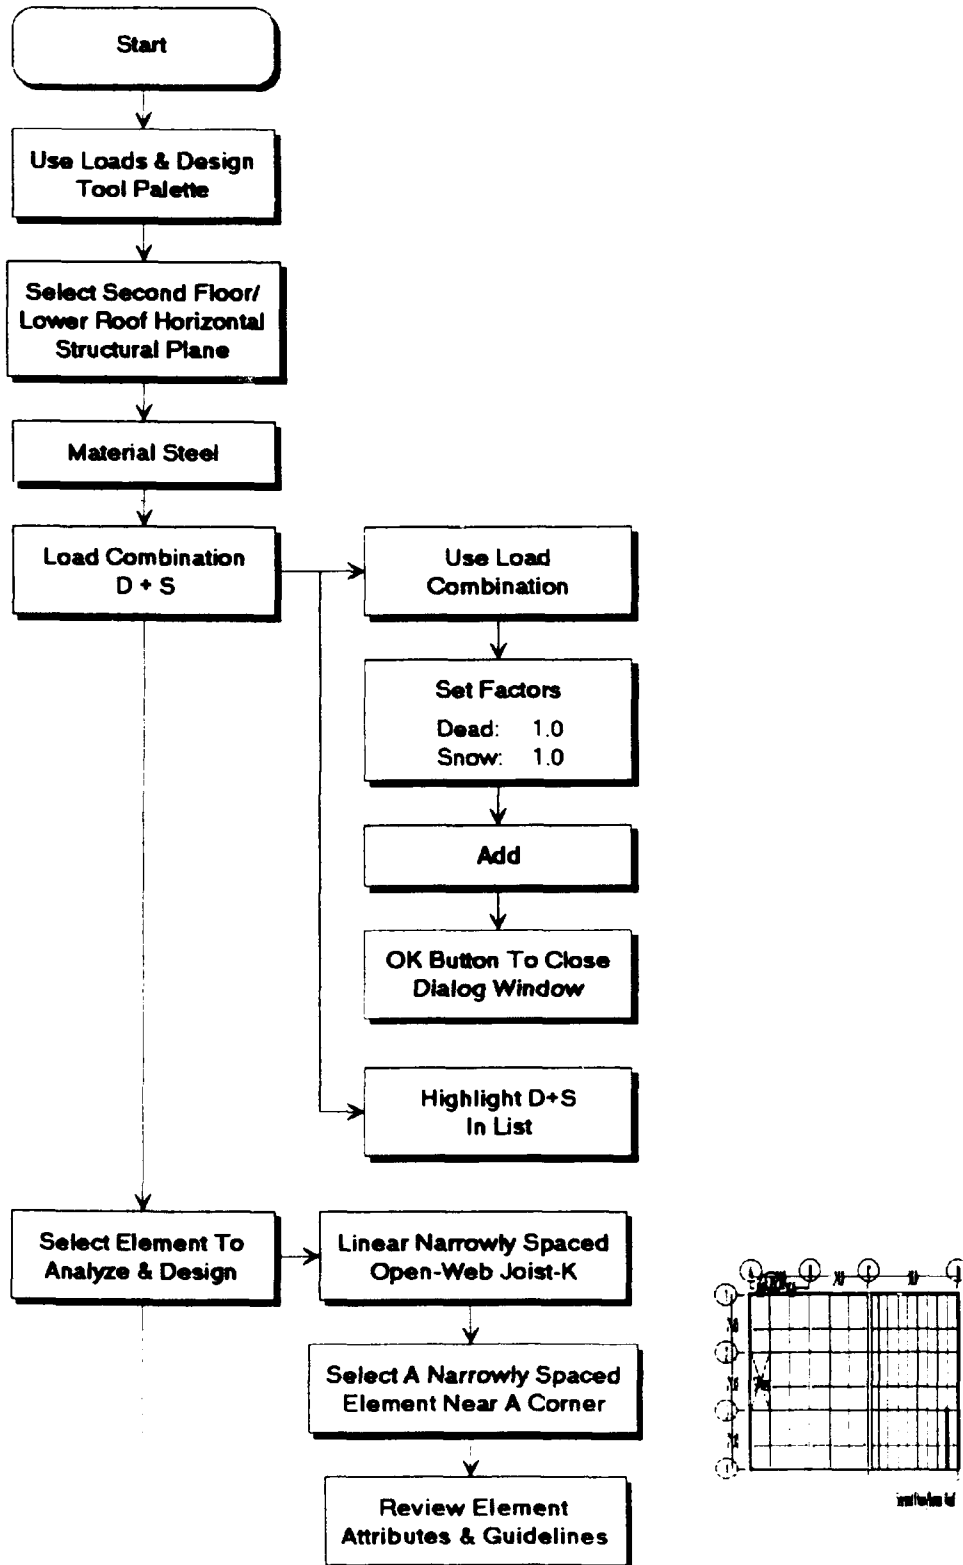 Start
Use Loads & Design
Tool Palette
Select Second Floor/
Lower Roof Horizontal
Structural Plane
Material Steel
Load Combination
D + S
Use Load
Combination
Set Factors
Dead: 1.0
Snow: 1.0
Add
OK Button To Close
Dialog Window
Highlight D+S
In List
Select Element To
Analyze & Design
Linear Narrowly Spaced
Open-Web Joist-K
Select A Narrowly Spaced
Element Near A Corner
Review Element
Attributes & Guidelines